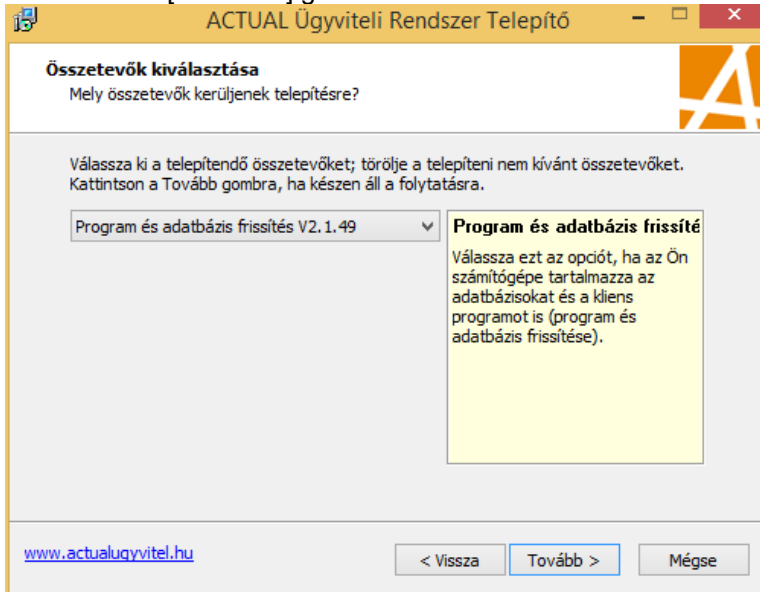 ACTUAL Ügyviteli Rendszer Telepítő
Összetevők kiválasztása
Mely összetevők kerüljenek telepítésre?
Válassza ki a telepítendő összetevőket; törölje a telepíteni nem kívánt összetevőket.
Kattintson a Tovább gombra, ha készen áll a folytatásra.
Program és adatbázis frissítés V2.1.49
Program és adatbázis frissíté
Válassza ezt az opciót, ha az Ön
számítógépe tartalmazza az
adatbázisokat és a kliens
programot is (program és
adatbázis frissítése).
www.actualugyvitel.hu
< Vissza
Tovább >
Mégse